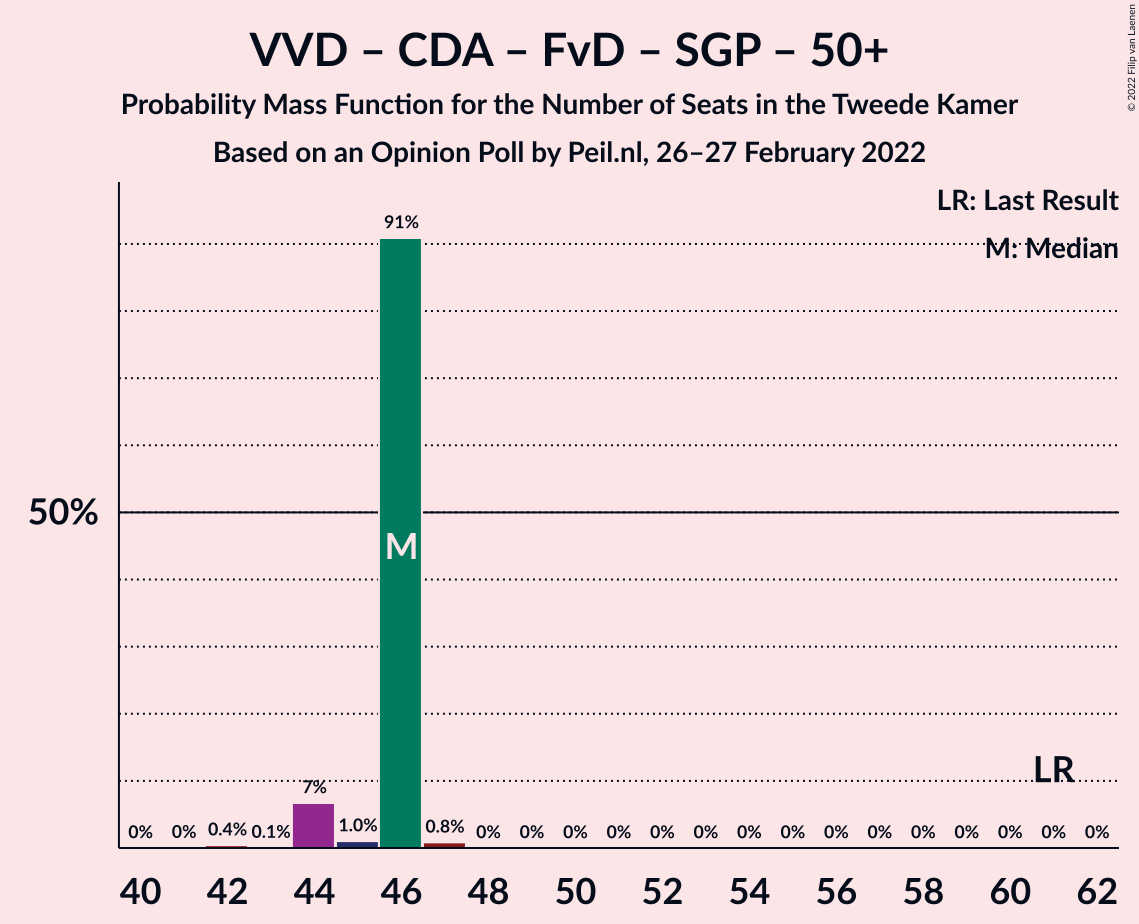 VVD – CDA – FvD – SGP – 50+
Probability Mass Function for the Number of Seats in the Tweede Kamer
Based on an Opinion Poll by Peil.nl, 26–27 February 2022
© 2022 Filip van Laenen
LR: Last Result
M: Median
91%
50%
M
LR
7%
0% 0% 0.4% 0.1% 1.0% 0.8% 0% 0% 0% 0% 0% 0% 0% 0% 0% 0% 0% 0% 0% 0% 0%
40 42 44 46 48 50 52 54 56 58 60 62